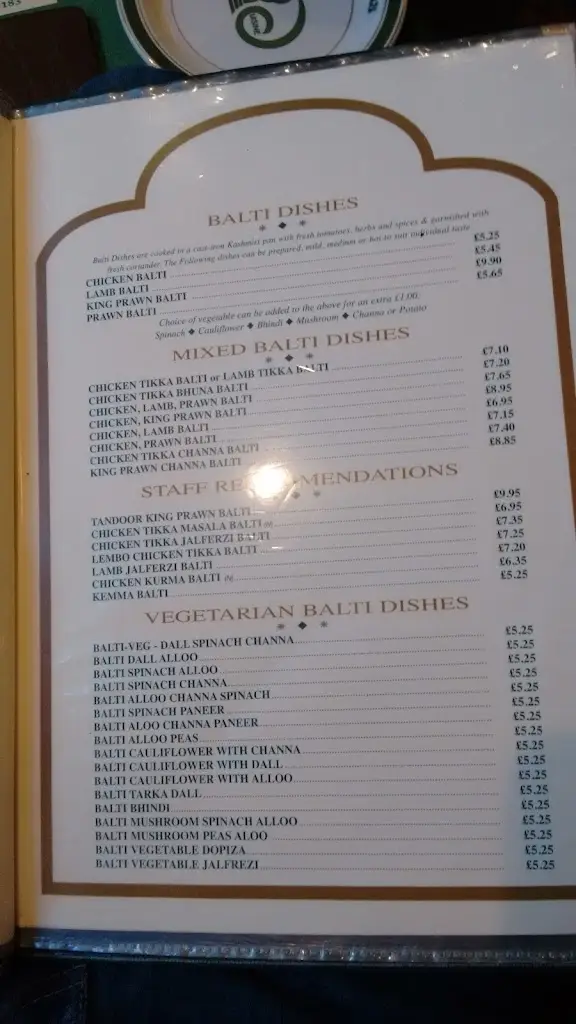 183
BALTI DISHES
Balti Dishes are cooked in a cast-iron Kashmiri pan with fresh tomatoes, herbs and spices & garnished with
fresh coriander. The Following dishes can be prepared, mild, medium or hot to suit individual taste
CHICKEN BALTI £5.25
LAMB BALTI £5.45
KING PRAWN BALTI £9.90
PRAWN BALTI £5.65
Choice of vegetable can be added to the above for an extra £1.00.
Spinach ◆ Cauliflower ◆ Bhindi ◆ Mushroom ◆ Channa or Potato
MIXED BALTI DISHES
CHICKEN TIKKA BALTI or LAMB TIKKA BALTI £7.10
CHICKEN TIKKA BHUNA BALTI £7.20
CHICKEN, LAMB, PRAWN BALTI £7.65
CHICKEN, KING PRAWN BALTI £8.95
CHICKEN, LAMB BALTI £6.95
CHICKEN, PRAWN BALTI £7.15
CHICKEN TIKKA CHANNA BALTI £7.40
KING PRAWN CHANNA BALTI £8.85
STAFF RECOMMENDATIONS
TANDOOR KING PRAWN BALTI £9.95
CHICKEN TIKKA MASALA BALTI £6.95
CHICKEN TIKKA JALFERZI BALTI £7.35
LEMBO CHICKEN TIKKA BALTI £7.25
LAMB JALFERZI BALTI £7.20
CHICKEN KURMA BALTI £6.35
KEMMA BALTI £5.25
VEGETARIAN BALTI DISHES
BALTI-VEG - DALL SPINACH CHANNA £5.25
BALTI DALL ALLOO £5.25
BALTI SPINACH ALLOO £5.25
BALTI SPINACH CHANNA £5.25
BALTI ALLOO CHANNA SPINACH £5.25
BALTI SPINACH PANEER £5.25
BALTI ALOO CHANNA PANEER £5.25
BALTI ALLOO PEAS £5.25
BALTI CAULIFLOWER WITH CHANNA £5.25
BALTI CAULIFLOWER WITH DALL £5.25
BALTI CAULIFLOWER WITH ALLOO £5.25
BALTI TARKA DALL £5.25
BALTI BHINDI £5.25
BALTI MUSHROOM SPINACH ALLOO £5.25
BALTI MUSHROOM PEAS ALOO £5.25
BALTI VEGETABLE DOPIZA £5.25
BALTI VEGETABLE JALFREZI £5.25